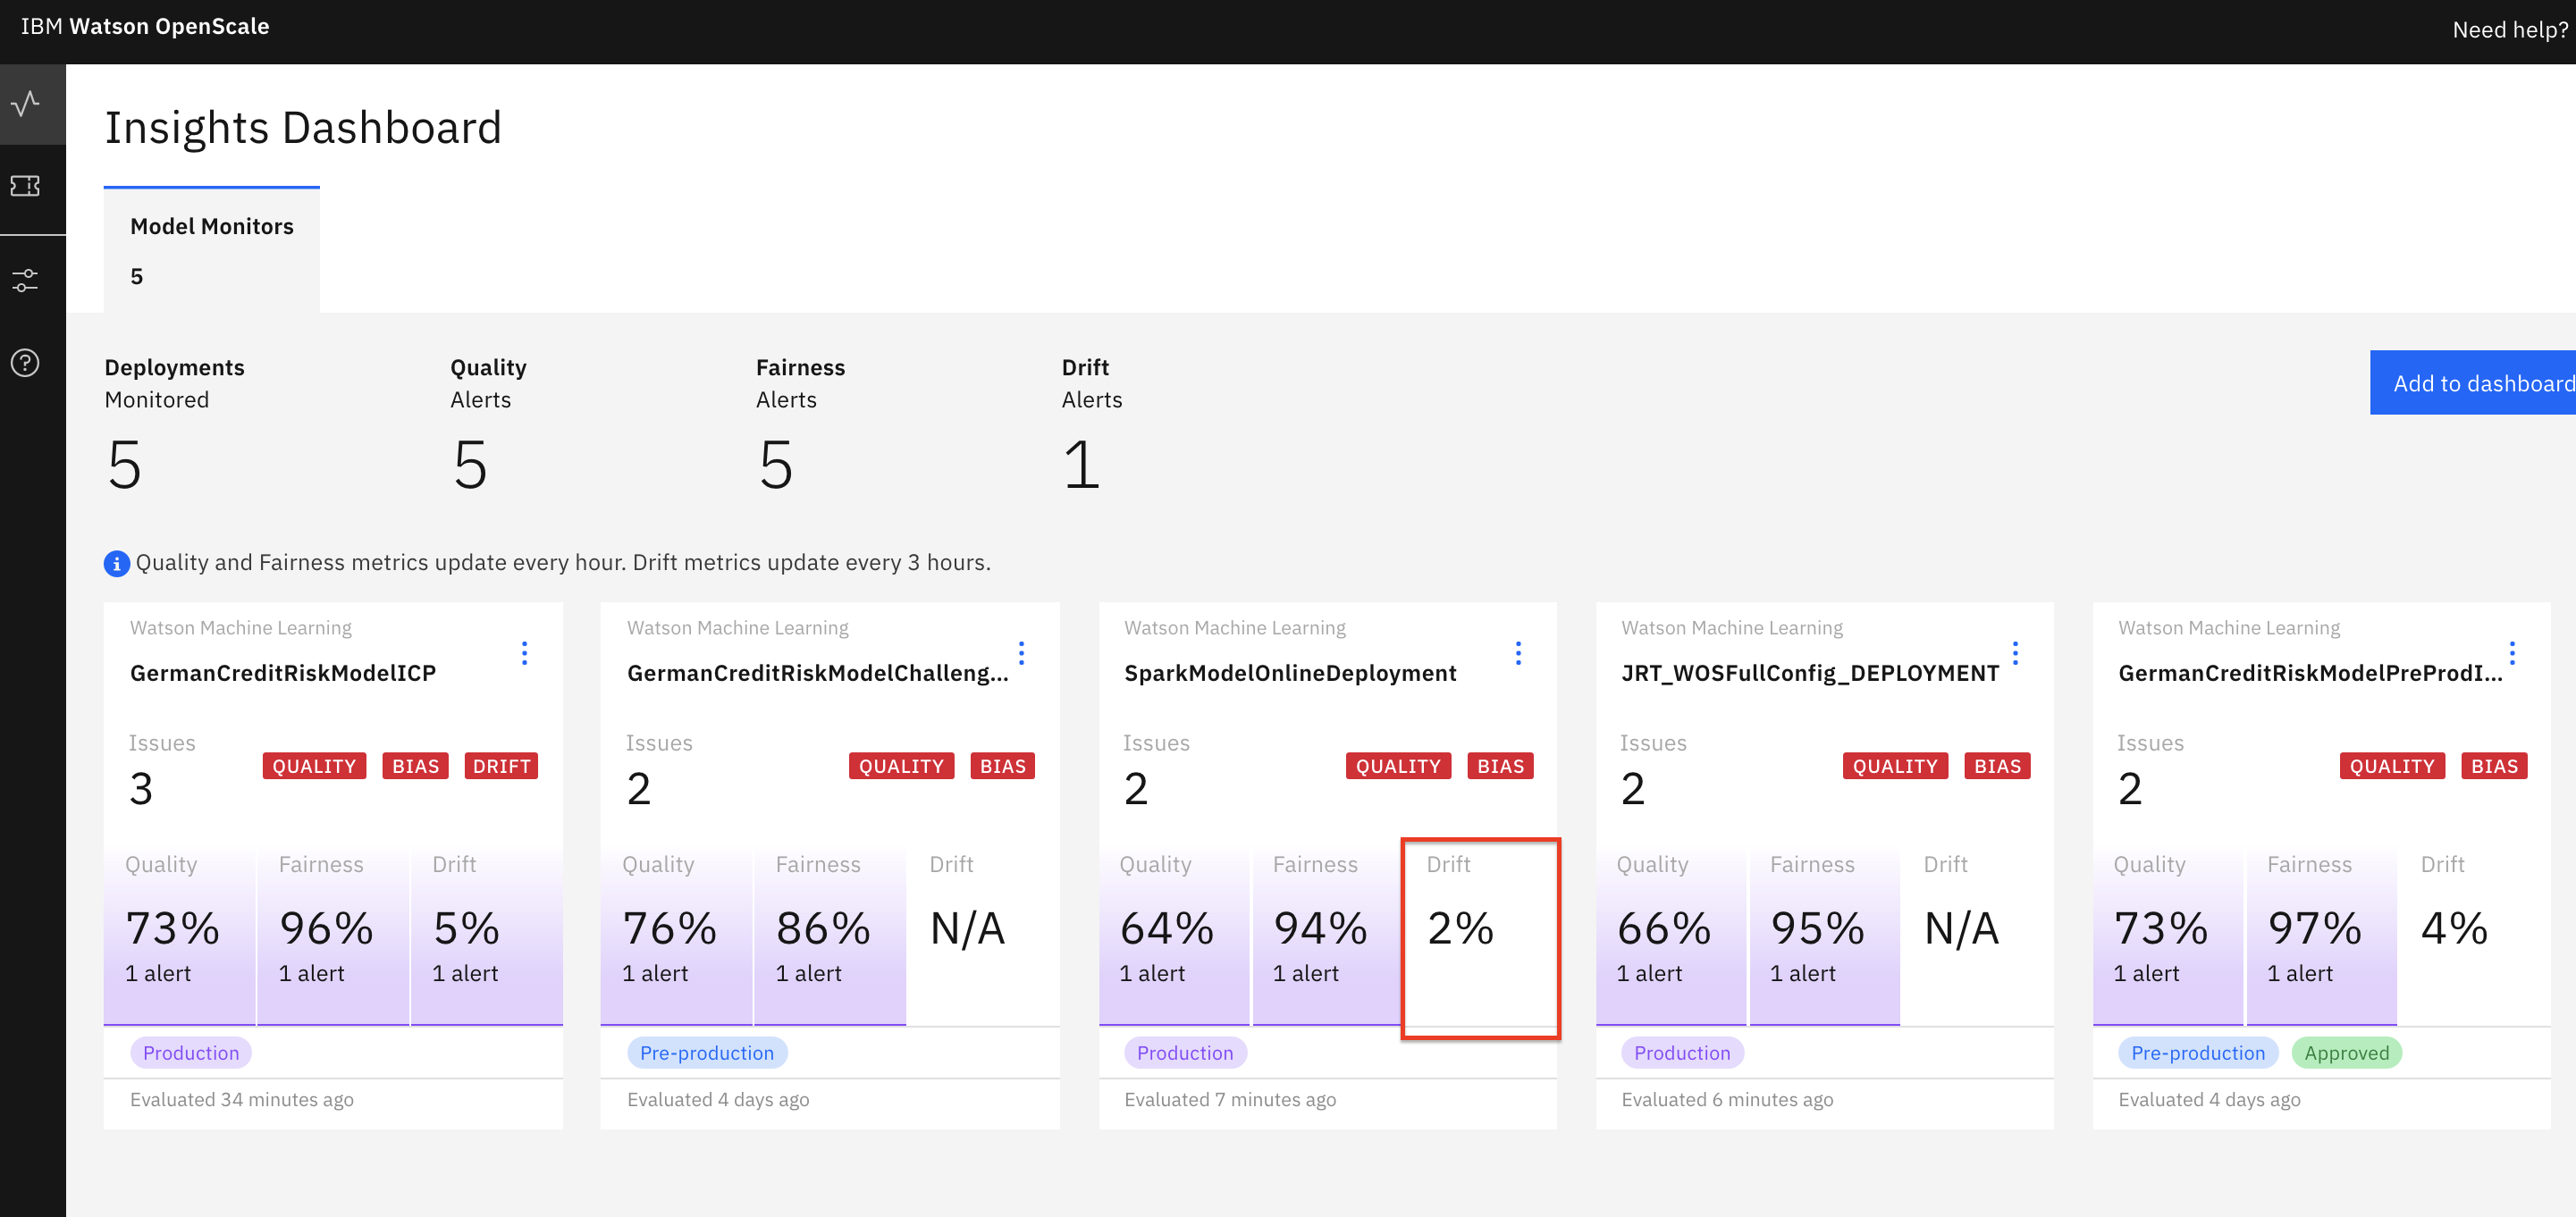 IBM Watson OpenScale
Need help?
Insights Dashboard
Model Monitors
5
Deployments
Monitored
5
Quality
Alerts
5
Fairness
Alerts
5
Drift
Alerts
1
Add to dashboard
Quality and Fairness metrics update every hour. Drift metrics update every 3 hours.
Watson Machine Learning
GermanCreditRiskModelICP
Issues
3
QUALITY BIAS DRIFT
Quality
73%
1 alert
Fairness
96%
1 alert
Drift
5%
1 alert
Production
Evaluated 34 minutes ago
Watson Machine Learning
GermanCreditRiskModelChalleng...
Issues
2
QUALITY BIAS
Quality
76%
1 alert
Fairness
86%
1 alert
Drift
N/A
Pre-production
Evaluated 4 days ago
Watson Machine Learning
SparkModelOnlineDeployment
Issues
2
QUALITY BIAS
Quality
64%
1 alert
Fairness
94%
1 alert
Drift
2%
Production
Evaluated 7 minutes ago
Watson Machine Learning
JRT_WOSFullConfig_DEPLOYMENT
Issues
2
QUALITY BIAS
Quality
66%
1 alert
Fairness
95%
1 alert
Drift
N/A
Production
Evaluated 6 minutes ago
Watson Machine Learning
GermanCreditRiskModelPreProdI...
Issues
2
QUALITY BIAS
Quality
73%
1 alert
Fairness
97%
1 alert
Drift
4%
Pre-production Approved
Evaluated 4 days ago